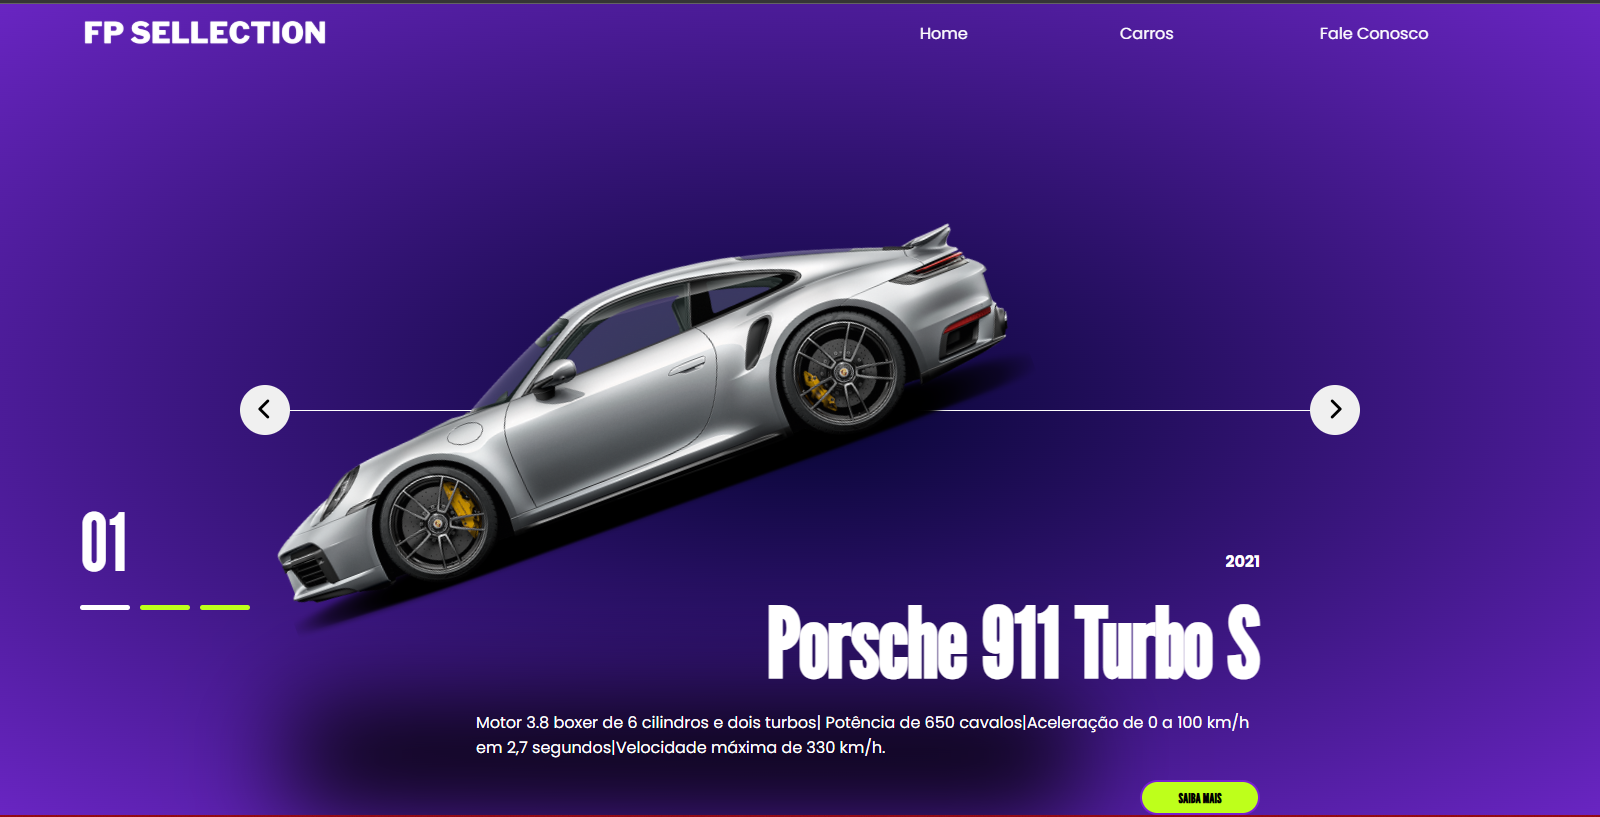 FP SELLECTION
Home
Carros
Fale Conosco
01
2021
Porsche 911 Turbo S
Motor 3.8 boxer de 6 cilindros e dois turbos| Potência de 650 cavalos|Aceleração de 0 a 100 km/h
em 2,7 segundos|Velocidade máxima de 330 km/h.
SAIBA MAIS